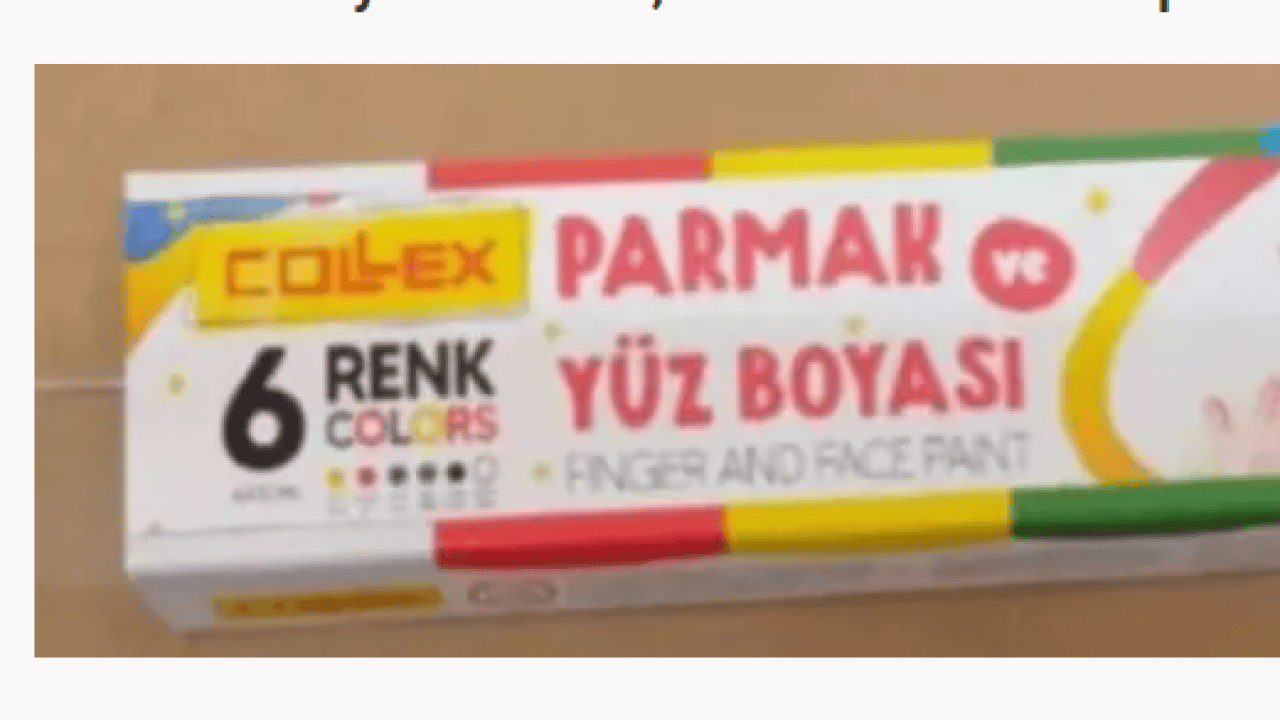 COLLEX
PARMAK ve
YÜZ BOYASI
FINGER AND FACE PAINT
6 RENK
COLORS